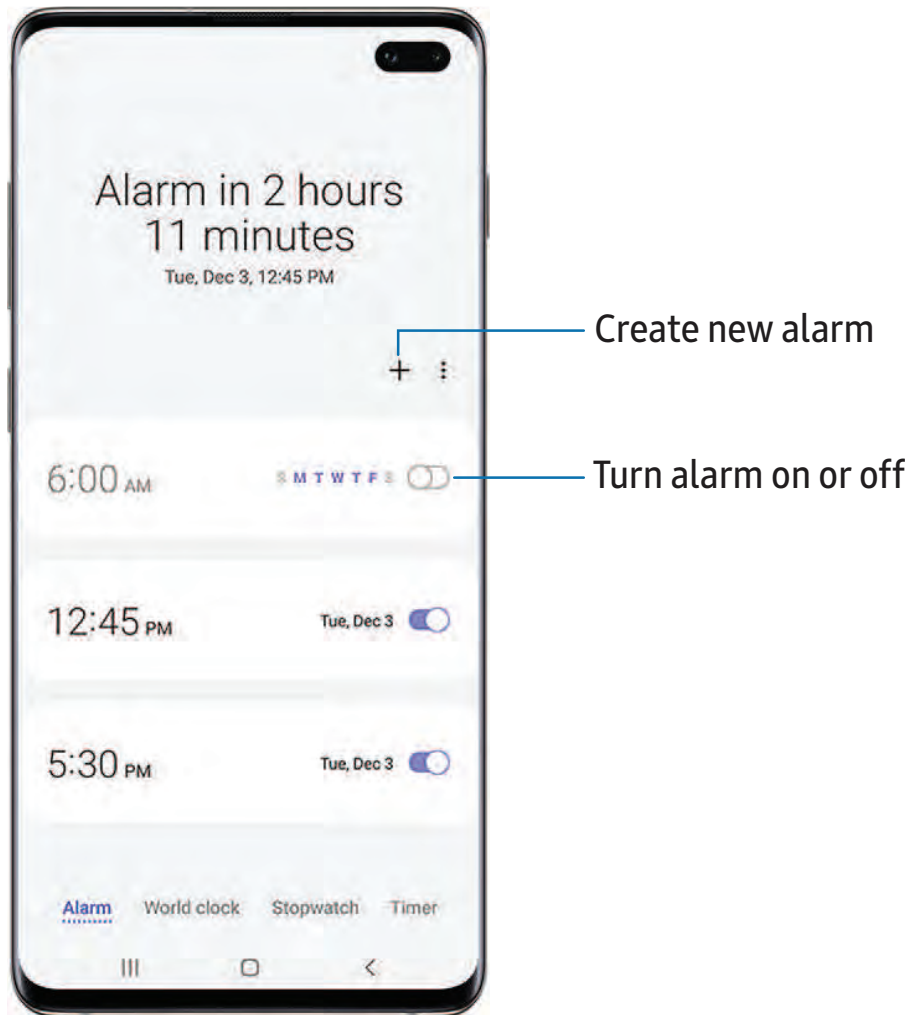 Alarm in 2 hours
11 minutes
Tue, Dec 3, 12:45 PM
Create new alarm
6:00 AM S M T W T F S
Turn alarm on or off
12:45 PM Tue, Dec 3
5:30 PM Tue, Dec 3
Alarm World clock Stopwatch Timer